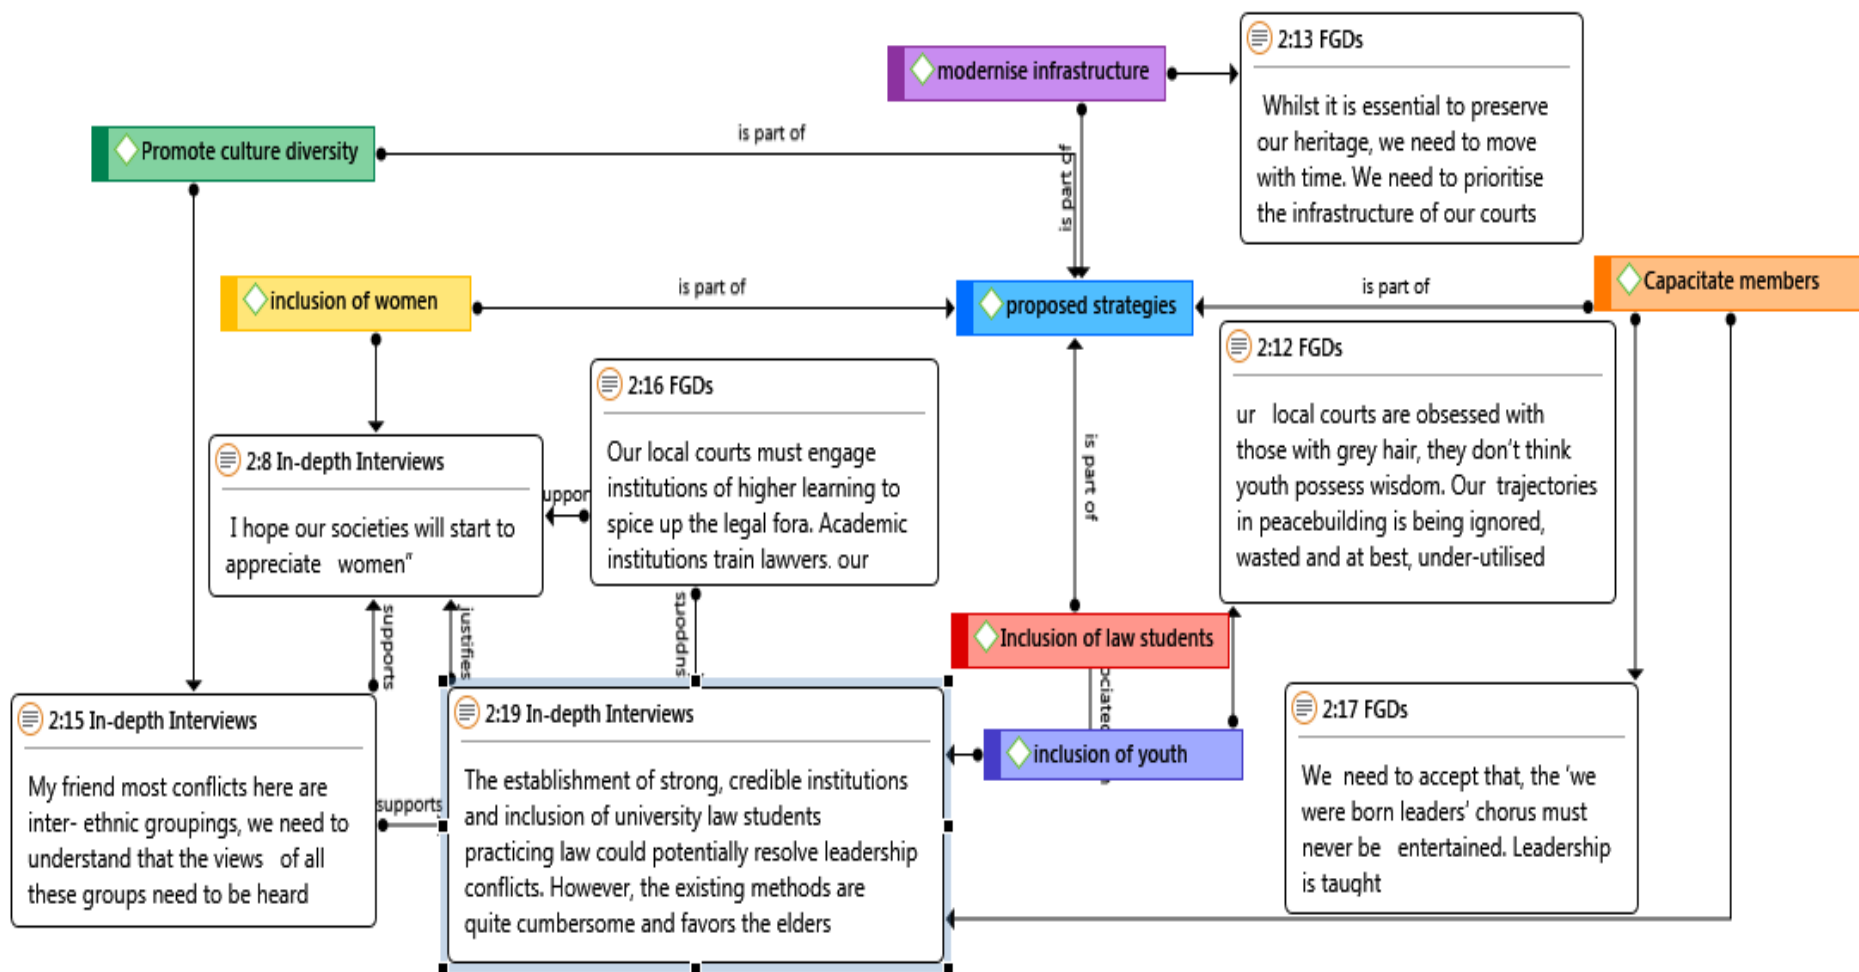 modernise infrastructure
2:13 FGDs
Whilst it is essential to preserve
our heritage, we need to move
with time. We need to prioritise
the infrastructure of our courts
Promote culture diversity
is part of
is part of
inclusion of women
is part of
proposed strategies
is part of
Capacitate members
2:16 FGDs
Our local courts must engage
institutions of higher learning to
spice up the legal fora. Academic
institutions train lawyers. our
2:12 FGDs
ur local courts are obsessed with
those with grey hair, they don't think
youth possess wisdom. Our trajectories
in peacebuilding is being ignored,
wasted and at best, under-utilised
2:8 In-depth Interviews
I hope our societies will start to
appreciate women"
uppor
is part of
supports
justifies
supports
Inclusion of law students
ociated
inclusion of youth
2:15 In-depth Interviews
My friend most conflicts here are
inter- ethnic groupings, we need to
understand that the views of all
these groups need to be heard
supports
2:19 In-depth Interviews
The establishment of strong, credible institutions
and inclusion of university law students
practicing law could potentially resolve leadership
conflicts. However, the existing methods are
quite cumbersome and favors the elders
2:17 FGDs
We need to accept that, the 'we
were born leaders' chorus must
never be entertained. Leadership
is taught